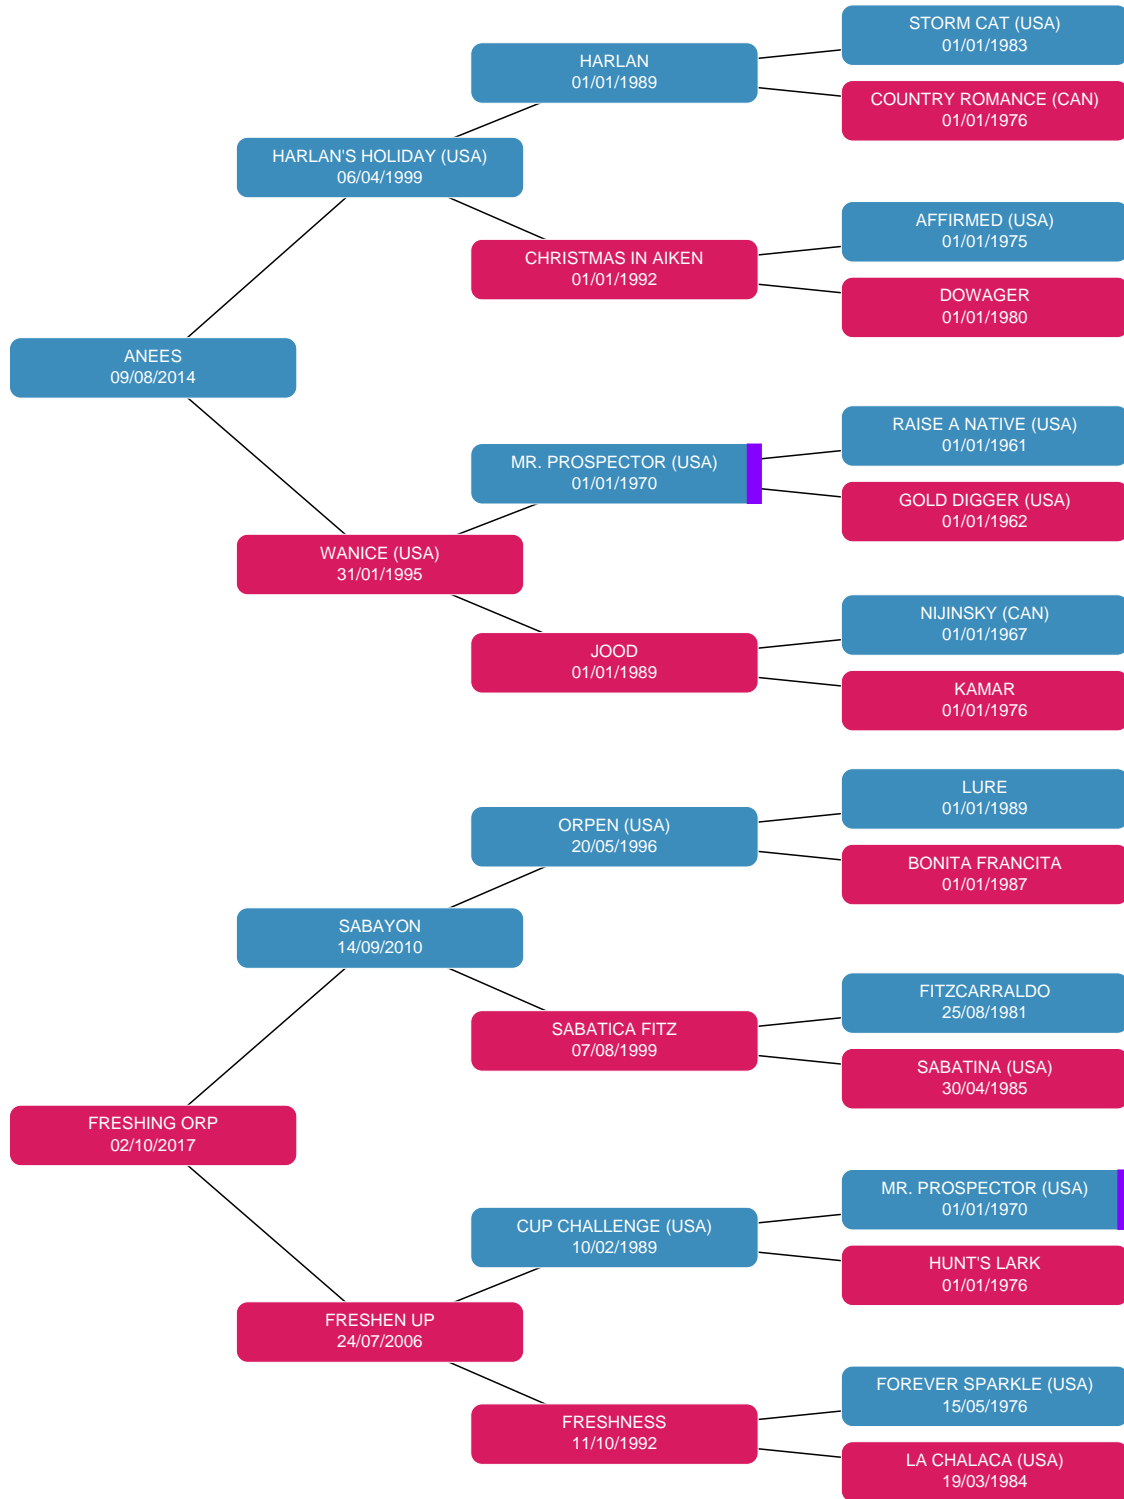 STORM CAT (USA)
01/01/1983
HARLAN
01/01/1989
COUNTRY ROMANCE (CAN)
01/01/1976
HARLAN'S HOLIDAY (USA)
06/04/1999
AFFIRMED (USA)
01/01/1975
CHRISTMAS IN AIKEN
01/01/1992
DOWAGER
01/01/1980
ANEES
09/08/2014
RAISE A NATIVE (USA)
01/01/1961
MR. PROSPECTOR (USA)
01/01/1970
GOLD DIGGER (USA)
01/01/1962
WANICE (USA)
31/01/1995
NIJINSKY (CAN)
01/01/1967
JOOD
01/01/1989
KAMAR
01/01/1976
LURE
01/01/1989
ORPEN (USA)
20/05/1996
BONITA FRANCITA
01/01/1987
SABAYON
14/09/2010
FITZCARRALDO
25/08/1981
SABATICA FITZ
07/08/1999
SABATINA (USA)
30/04/1985
FRESHING ORP
02/10/2017
MR. PROSPECTOR (USA)
01/01/1970
CUP CHALLENGE (USA)
10/02/1989
HUNT'S LARK
01/01/1976
FRESHEN UP
24/07/2006
FOREVER SPARKLE (USA)
15/05/1976
FRESHNESS
11/10/1992
LA CHALACA (USA)
19/03/1984